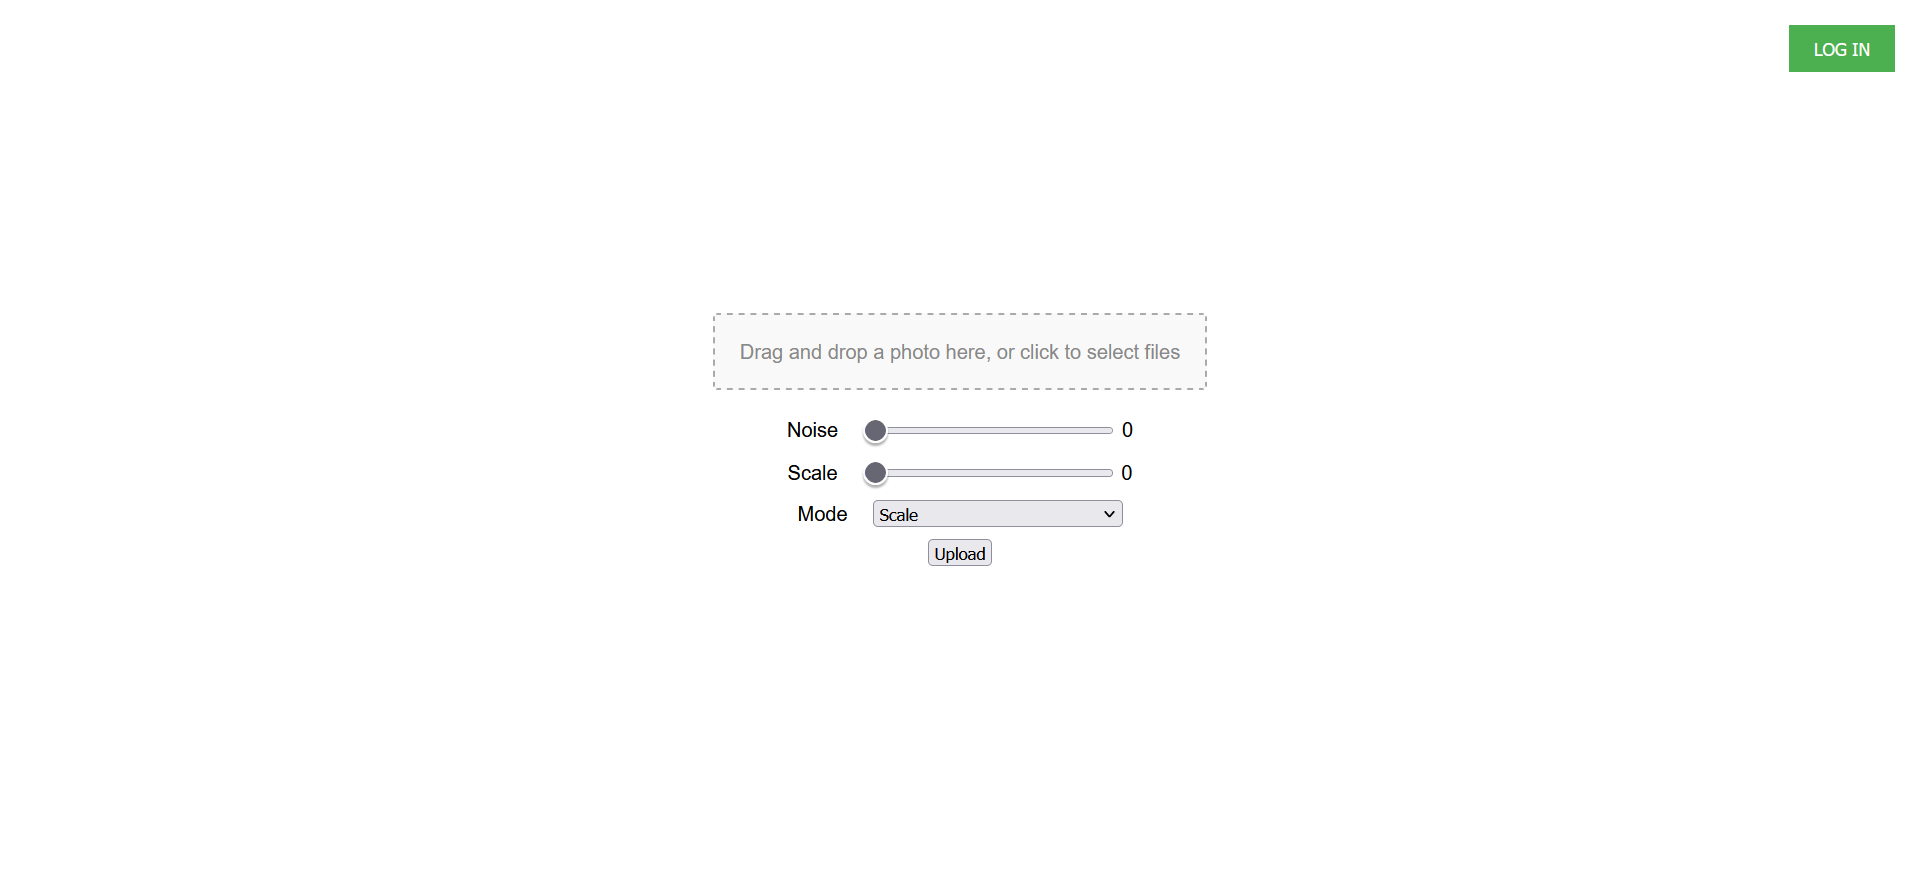 LOG IN
Drag and drop a photo here, or click to select files
Noise 0
Scale 0
Mode Scale
Upload